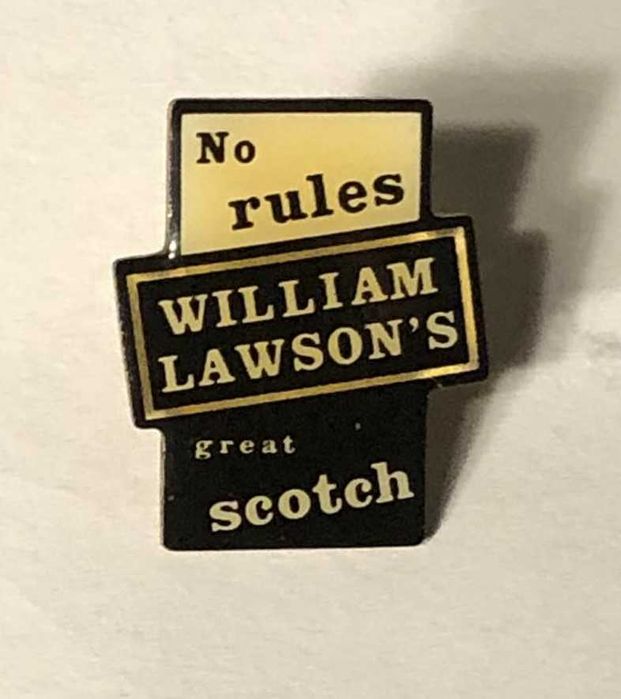 No
rules
WILLIAM
LAWSON'S
great
scotch